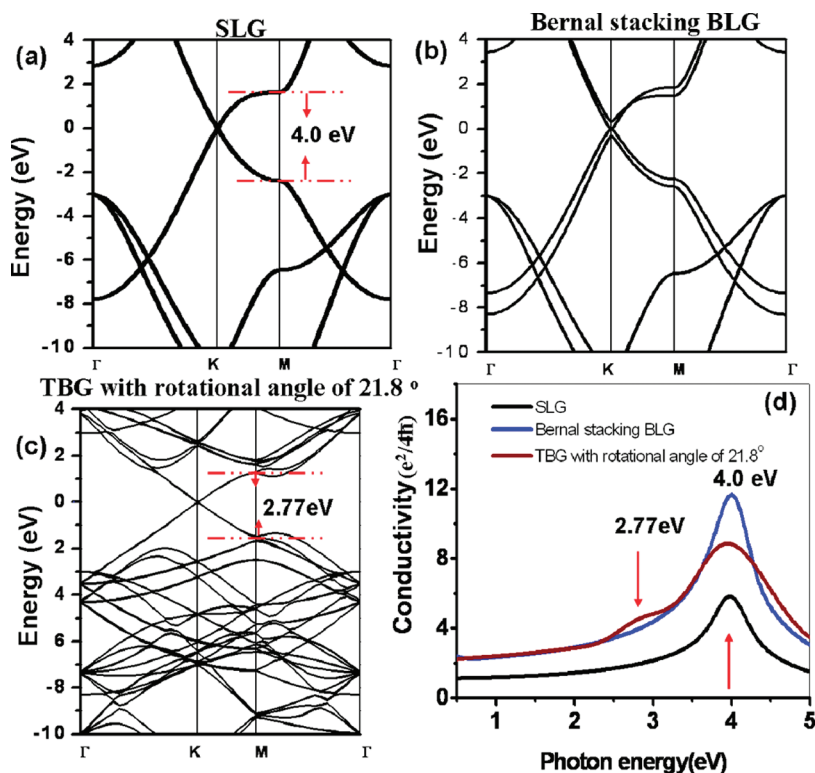 SLG
Bernal stacking BLG
(a)
Energy (eV)
4
2
0
-2
-4
-6
-8
-10
4.0 eV
Γ K M Γ
(b)
Energy (eV)
4
2
0
-2
-4
-6
-8
-10
Γ K M Γ
TBG with rotational angle of 21.8 °
(c)
Energy (eV)
4
2
0
2
4
6
-8
-10
2.77eV
Γ K M Γ
(d)
Conductivity (e²/4ħ)
18
12
8
4
0
SLG
Bernal stacking BLG
TBG with rotational angle of 21.8°
4.0 eV
2.77eV
1 2 3 4 5
Photon energy(eV)